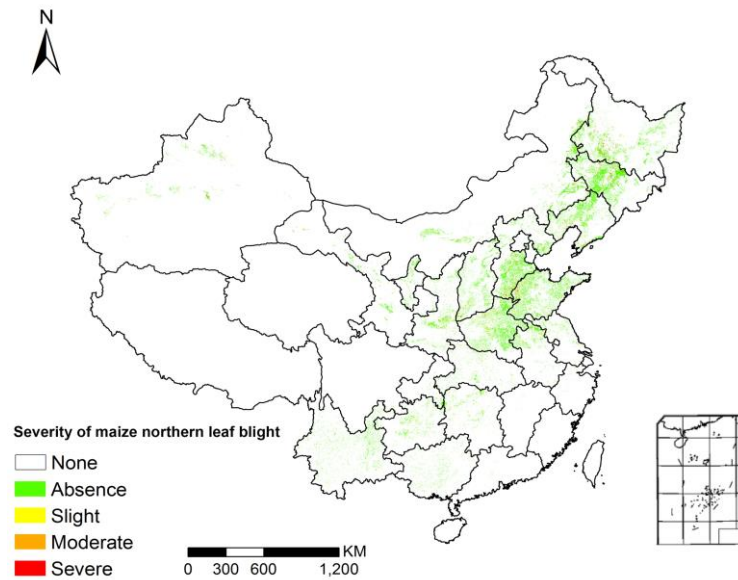 N
Severity of maize northern leaf blight
None
Absence
Slight
Moderate
Severe
KM
0 300 600 1,200